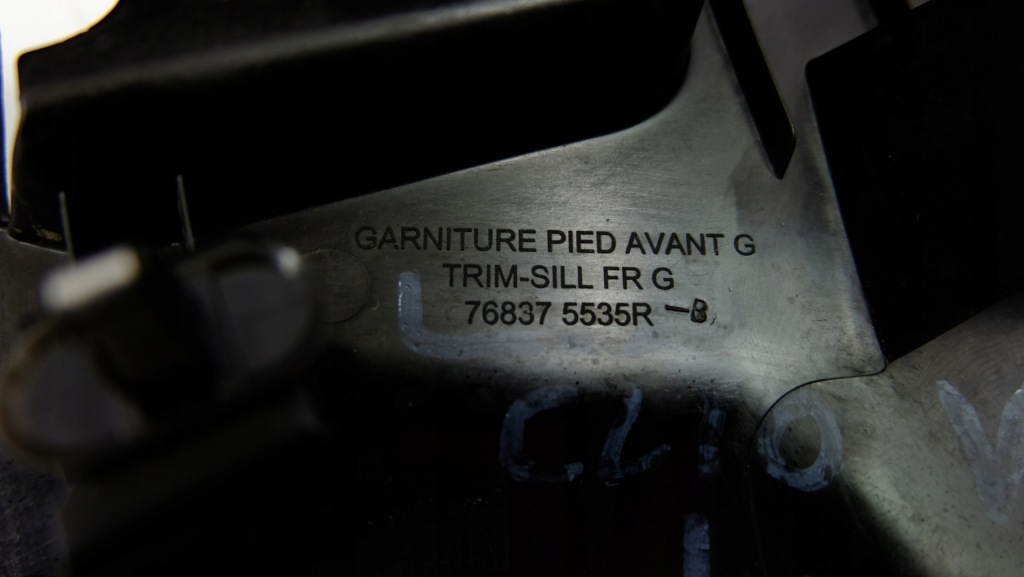 GARNITURE PIED AVANT G
TRIM-SILL FR G
76837 5535R -B
L
CLIO V